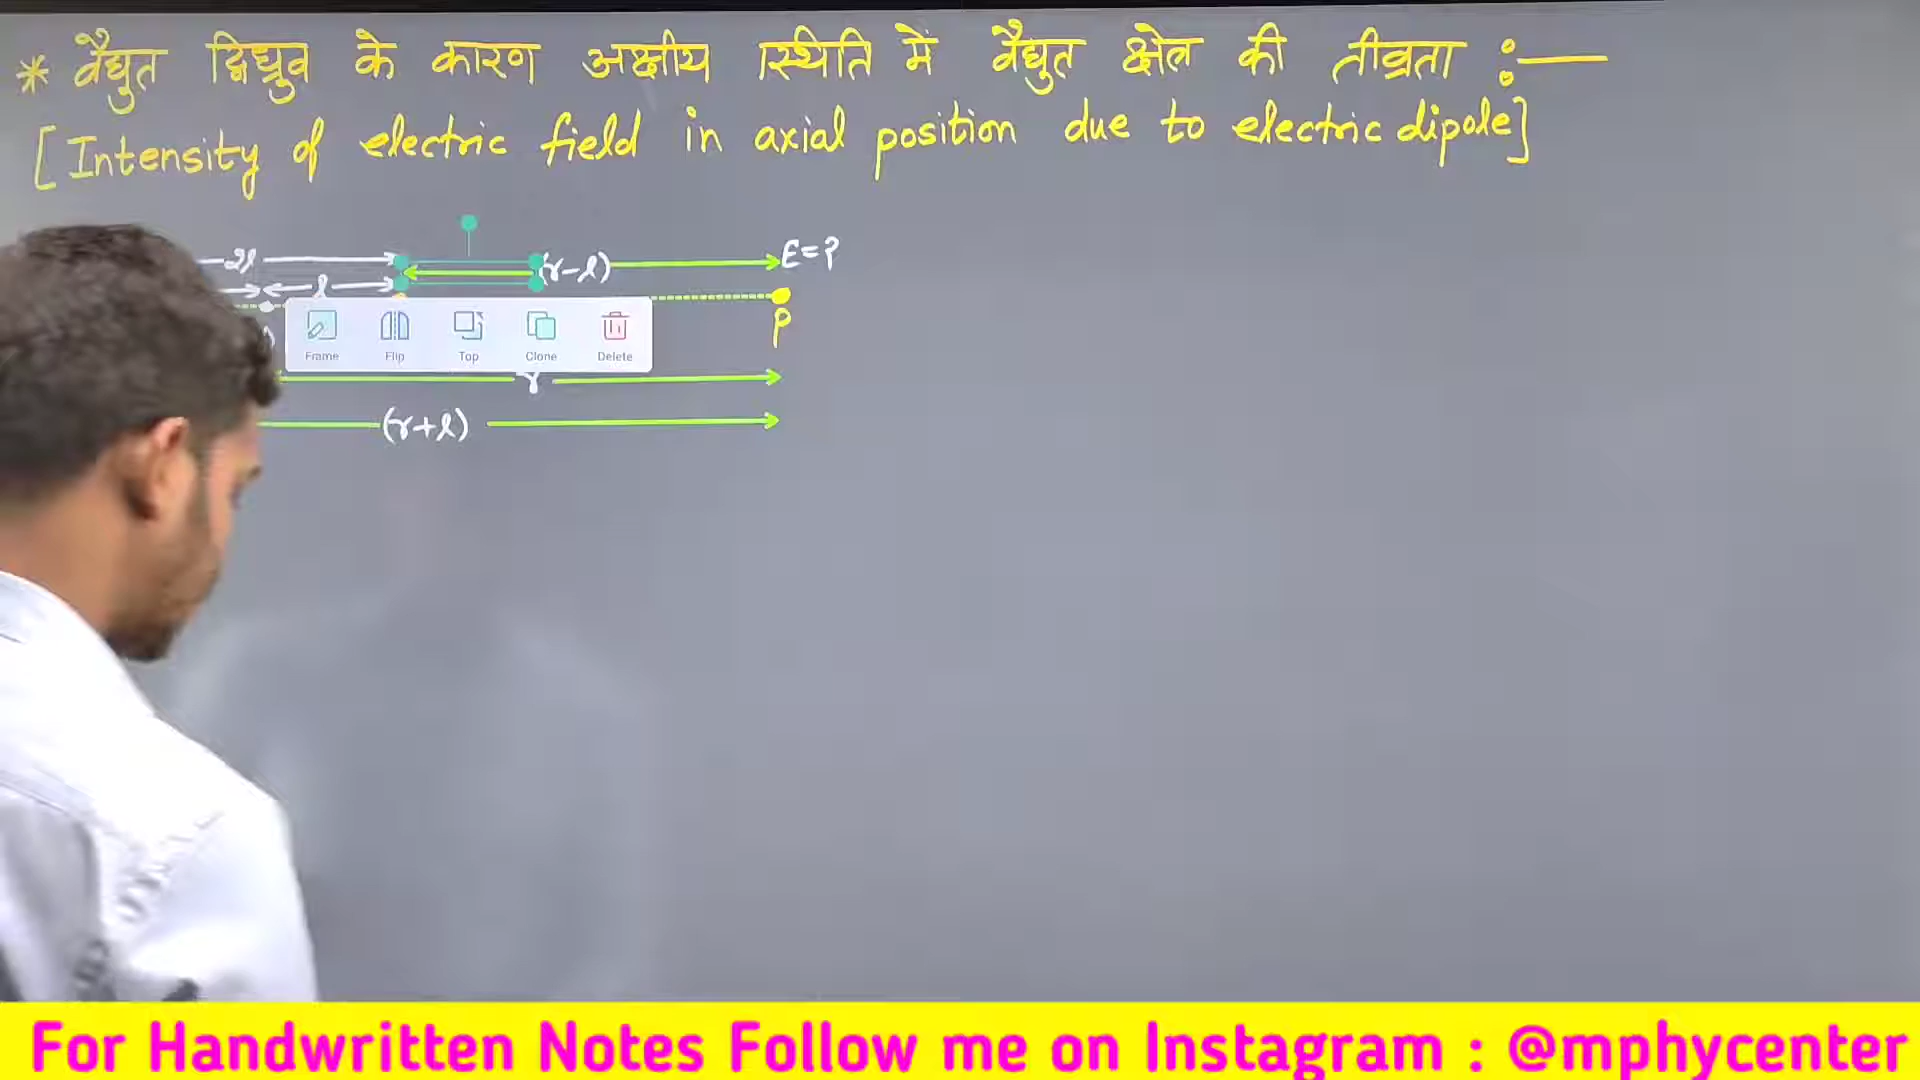 * वैद्युत द्विध्रुव के कारण अक्षीय स्थिति में वैद्युत क्षेत्र की तीव्रता :—
[Intensity of electric field in axial position due to electric dipole]
2l (r-l) E=?
l
P
Frame Flip Top Clone Delete
r
(r+l)
For Handwritten Notes Follow me on Instagram : @mphycenter